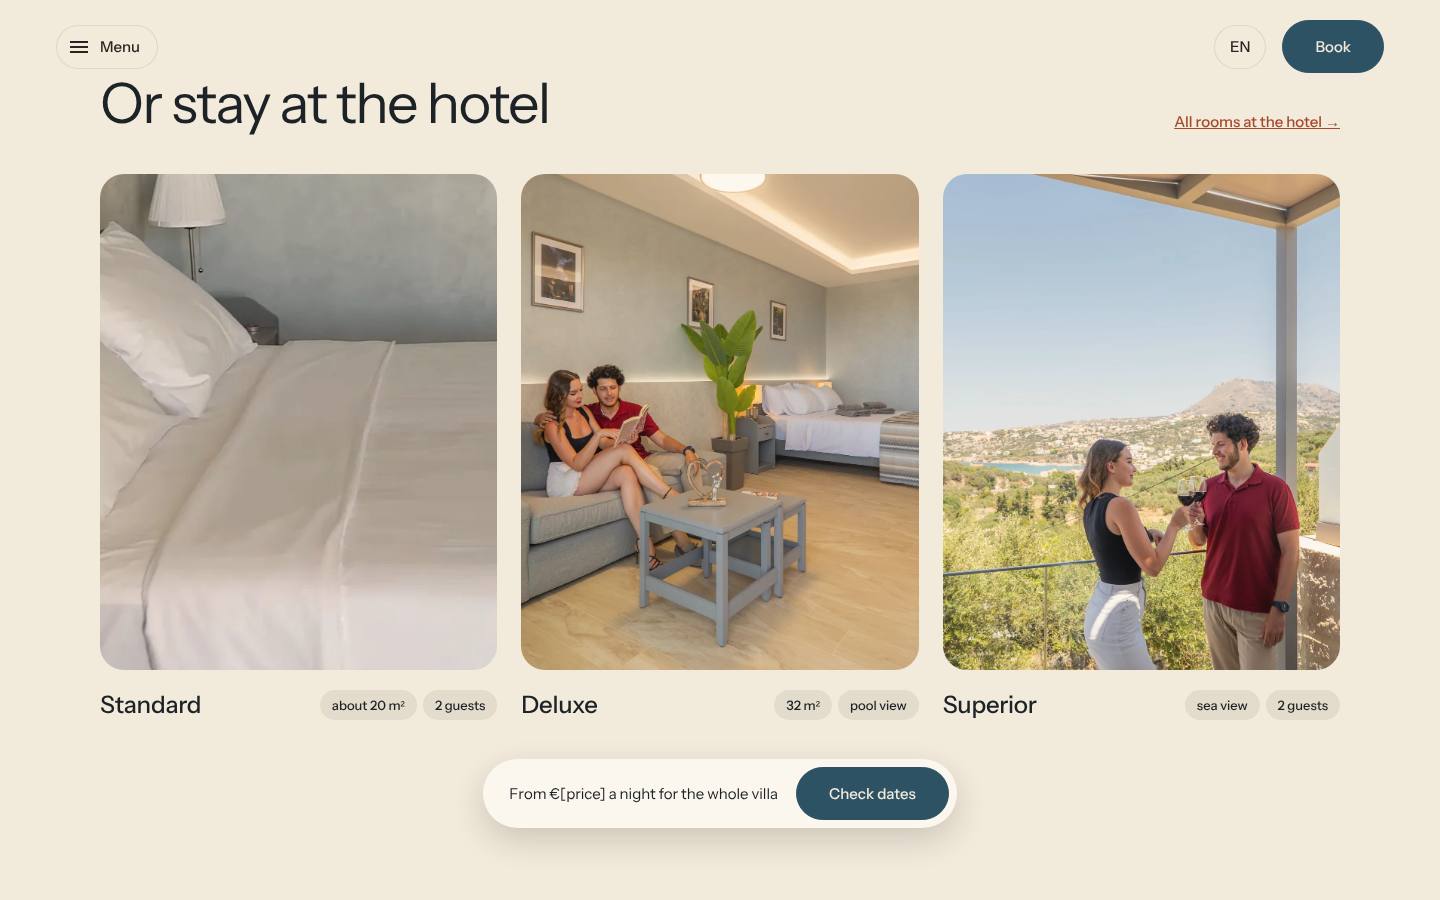 Menu
EN
Book
Or stay at the hotel
All rooms at the hotel →
Standard
about 20 m²
2 guests
Deluxe
32 m²
pool view
Superior
sea view
2 guests
From €[price] a night for the whole villa
Check dates